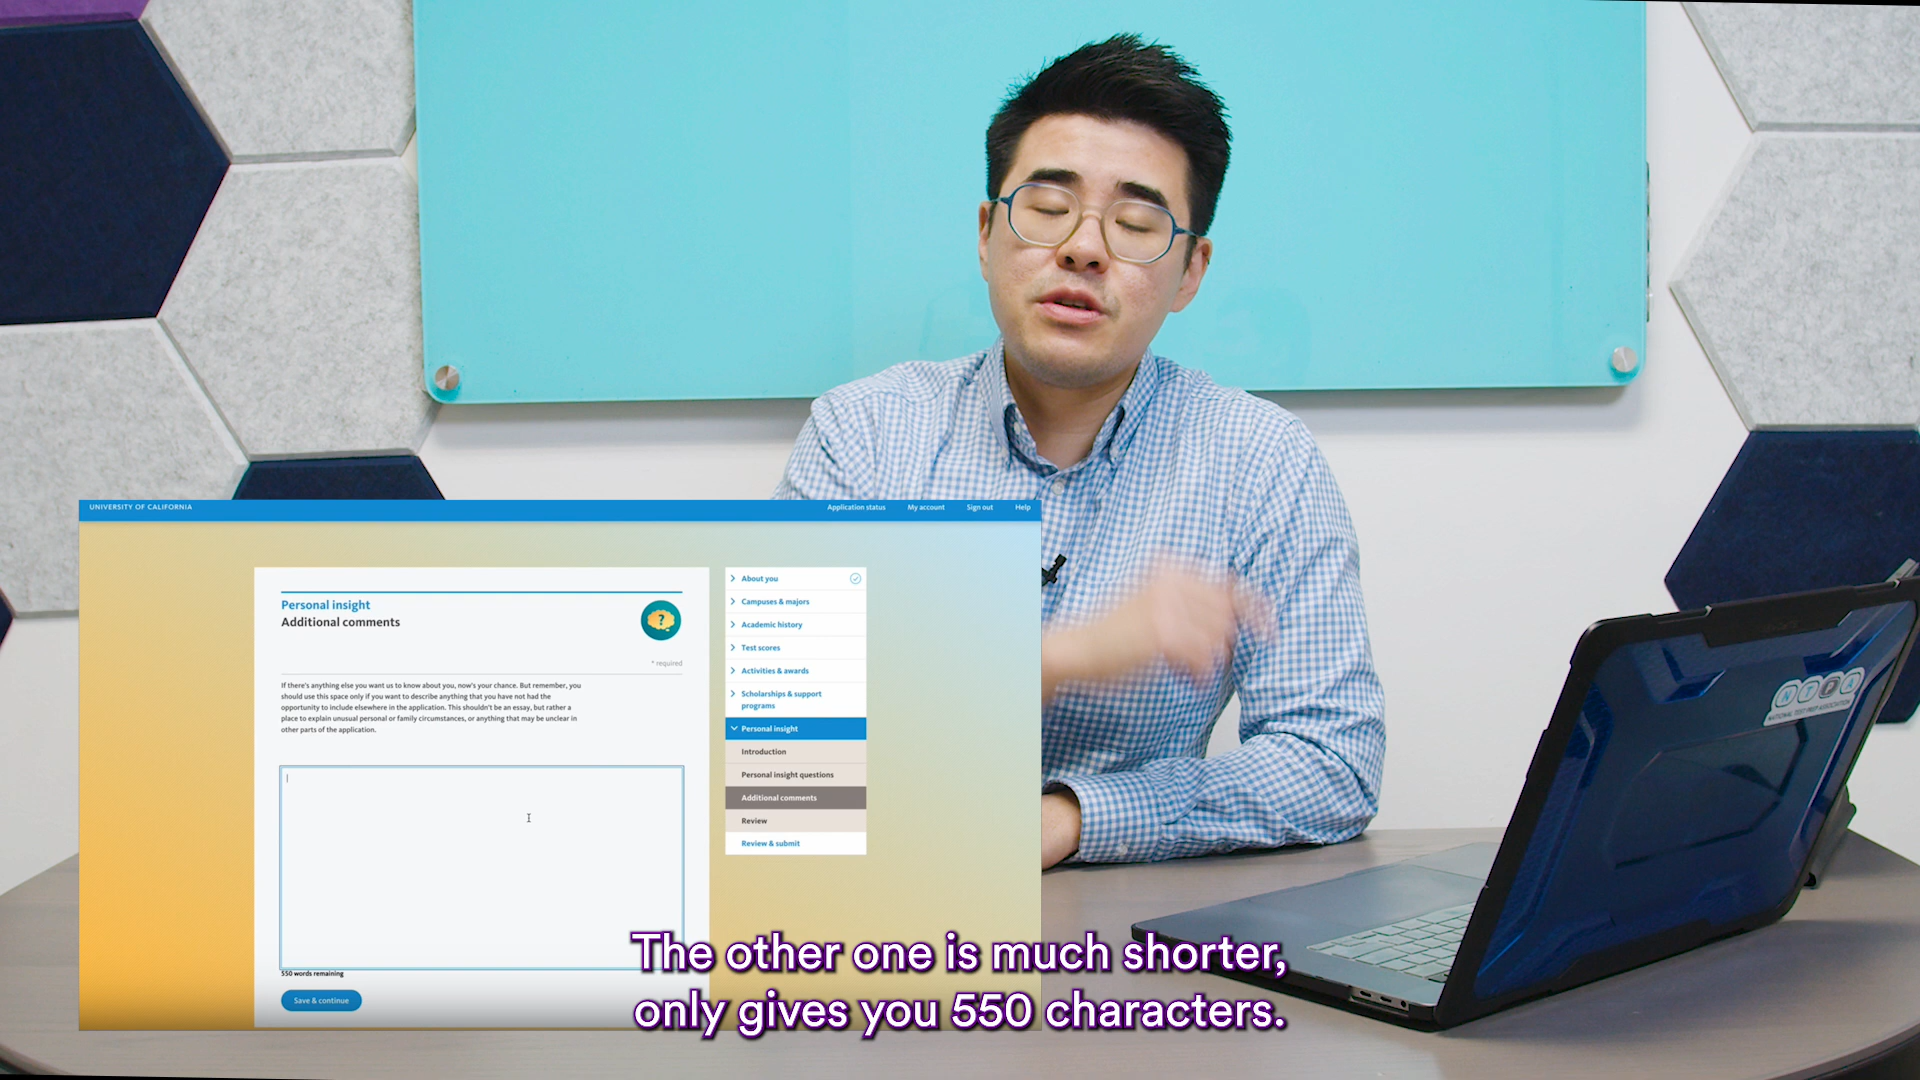 UNIVERSITY OF CALIFORNIA
Application status
My account
Sign out
Help
Personal insight
Additional comments
?
* required
If there's anything else you want us to know about you, now's your chance. But remember, you
should use this space only if you want to describe anything that you have not had the
opportunity to include elsewhere in the application. This shouldn't be an essay, but rather a
place to explain unusual personal or family circumstances, or anything that may be unclear in
other parts of the application.
550 words remaining
Save & continue
About you
Campuses & majors
Academic history
Test scores
Activities & awards
Scholarships & support
programs
Personal insight
Introduction
Personal insight questions
Additional comments
Review
Review & submit
NTPA
NATIONAL TEST PREP ASSOCIATION
The other one is much shorter,
only gives you 550 characters.